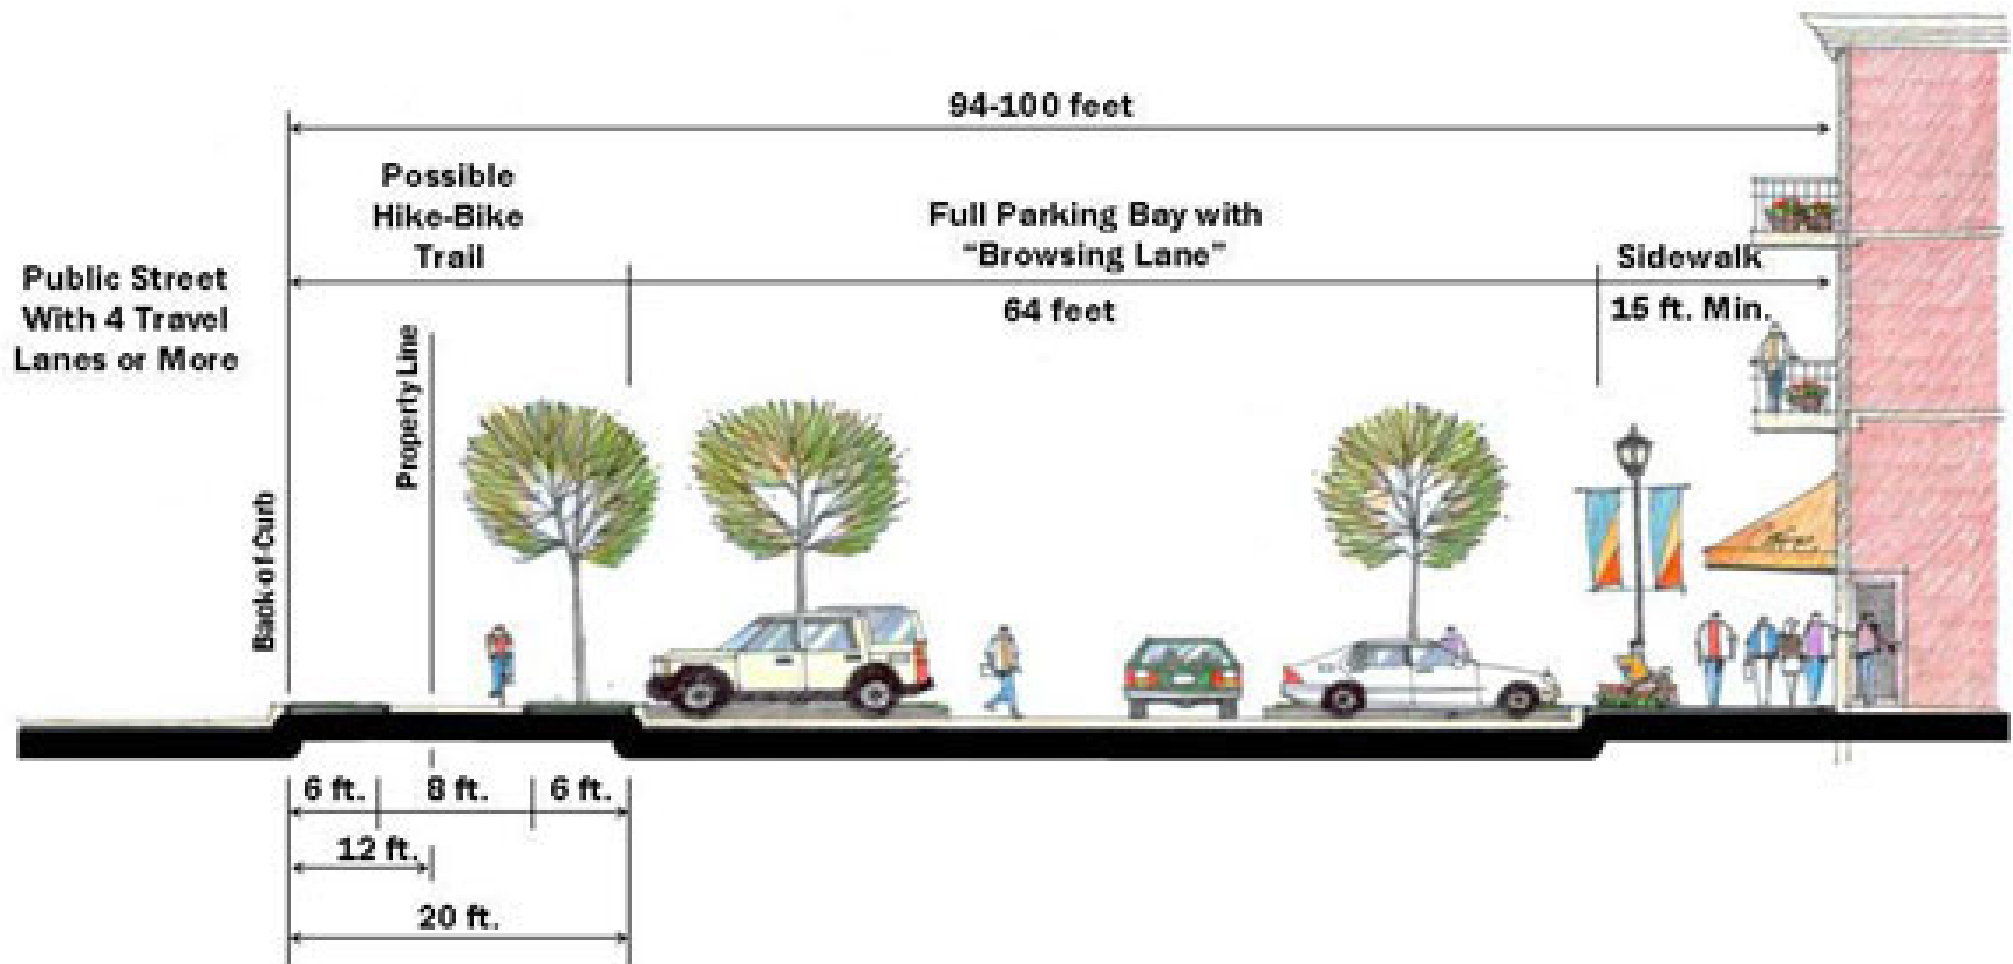 94-100 feet
Possible
Hike-Bike
Trail
Full Parking Bay with
“Browsing Lane”
64 feet
Sidewalk
15 ft. Min.
Public Street
With 4 Travel
Lanes or More
Property Line
Back of Curb
6 ft.
8 ft.
6 ft.
12 ft.
20 ft.